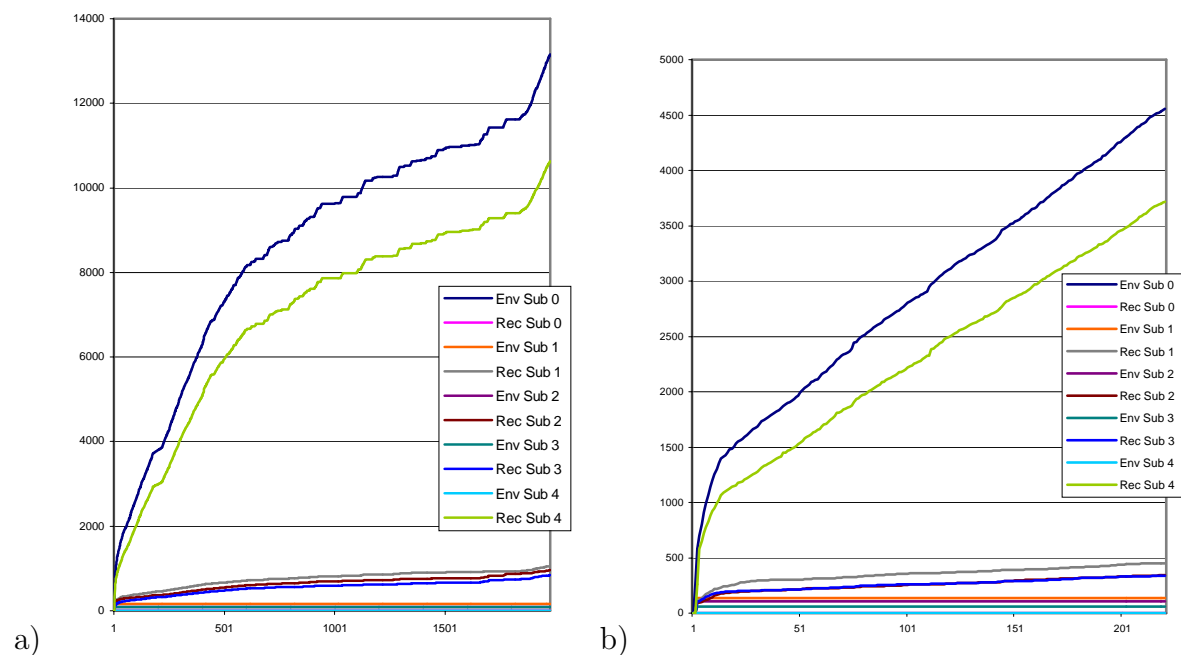 14000
12000
10000
8000
6000
4000
2000
0
1
501
1001
1501
Env Sub 0
Rec Sub 0
Env Sub 1
Rec Sub 1
Env Sub 2
Rec Sub 2
Env Sub 3
Rec Sub 3
Env Sub 4
Rec Sub 4
a)
5000
4500
4000
3500
3000
2500
2000
1500
1000
500
0
1
51
101
151
201
Env Sub 0
Rec Sub 0
Env Sub 1
Rec Sub 1
Env Sub 2
Rec Sub 2
Env Sub 3
Rec Sub 3
Env Sub 4
Rec Sub 4
b)